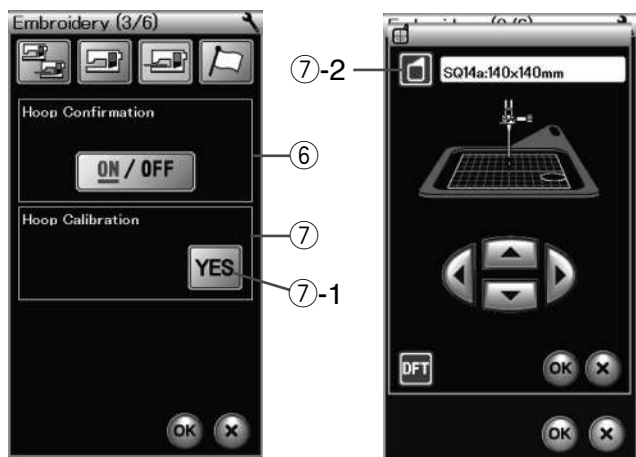 Embroidery (3/6)
Hoop Confirmation
ON / OFF
Hoop Calibration
YES
OK
⑥
⑦
⑦-1
⑦-2
SQ14a:140x140mm
DFT
OK
OK